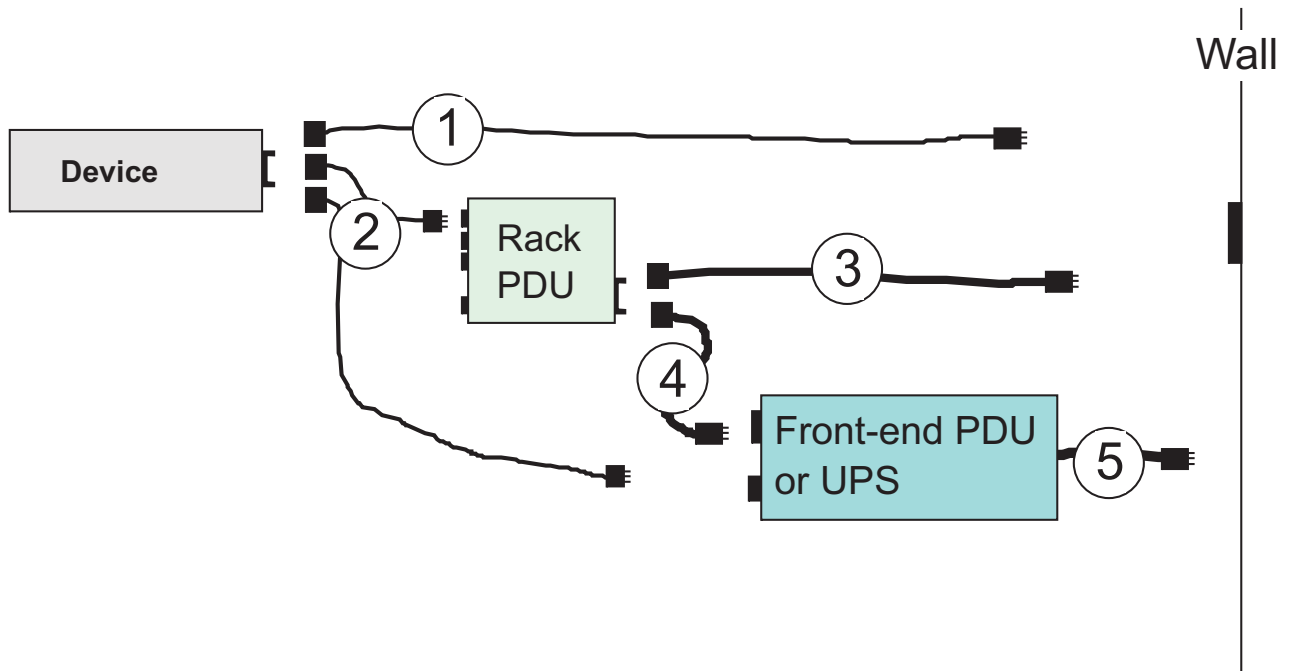 Wall
1
Device
2
Rack
PDU
3
4
Front-end PDU
or UPS
5